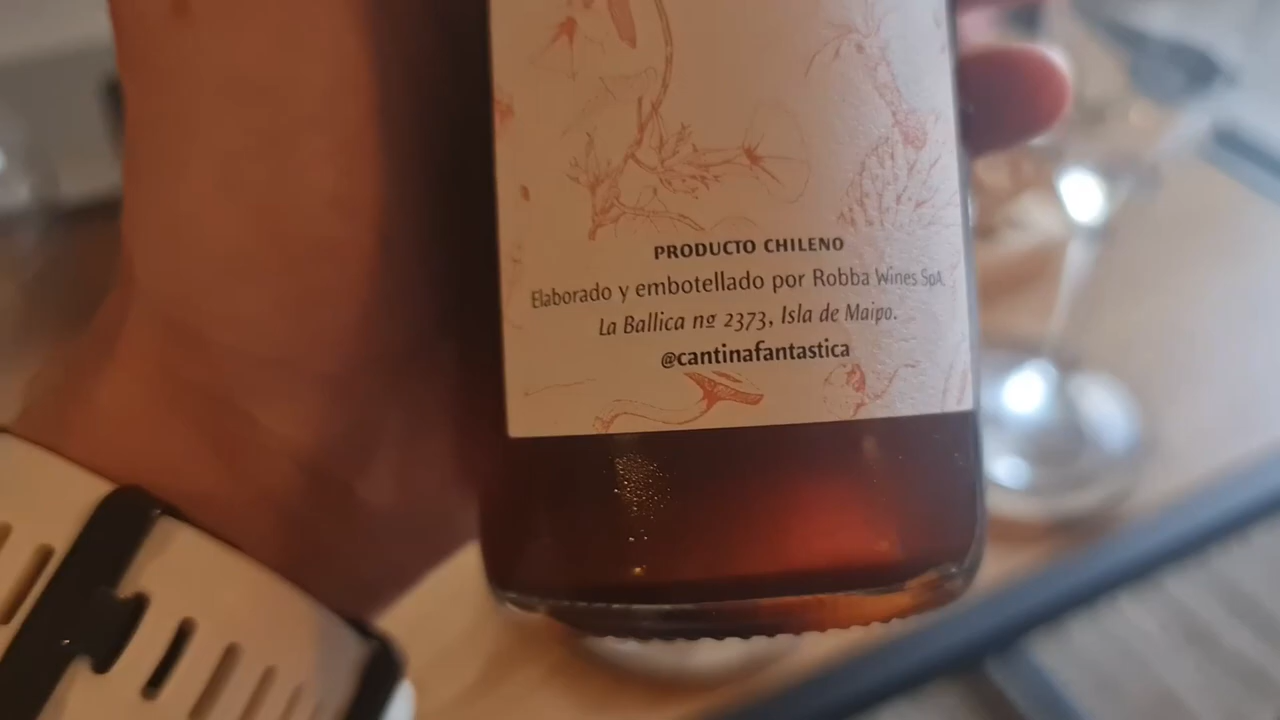 PRODUCTO CHILENO
Elaborado y embotellado por Robba Wines SpA.
La Ballica nº 2373, Isla de Maipo.
@cantinafantastica